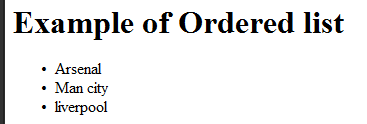 Example of Ordered list
• Arsenal
• Man city
• liverpool